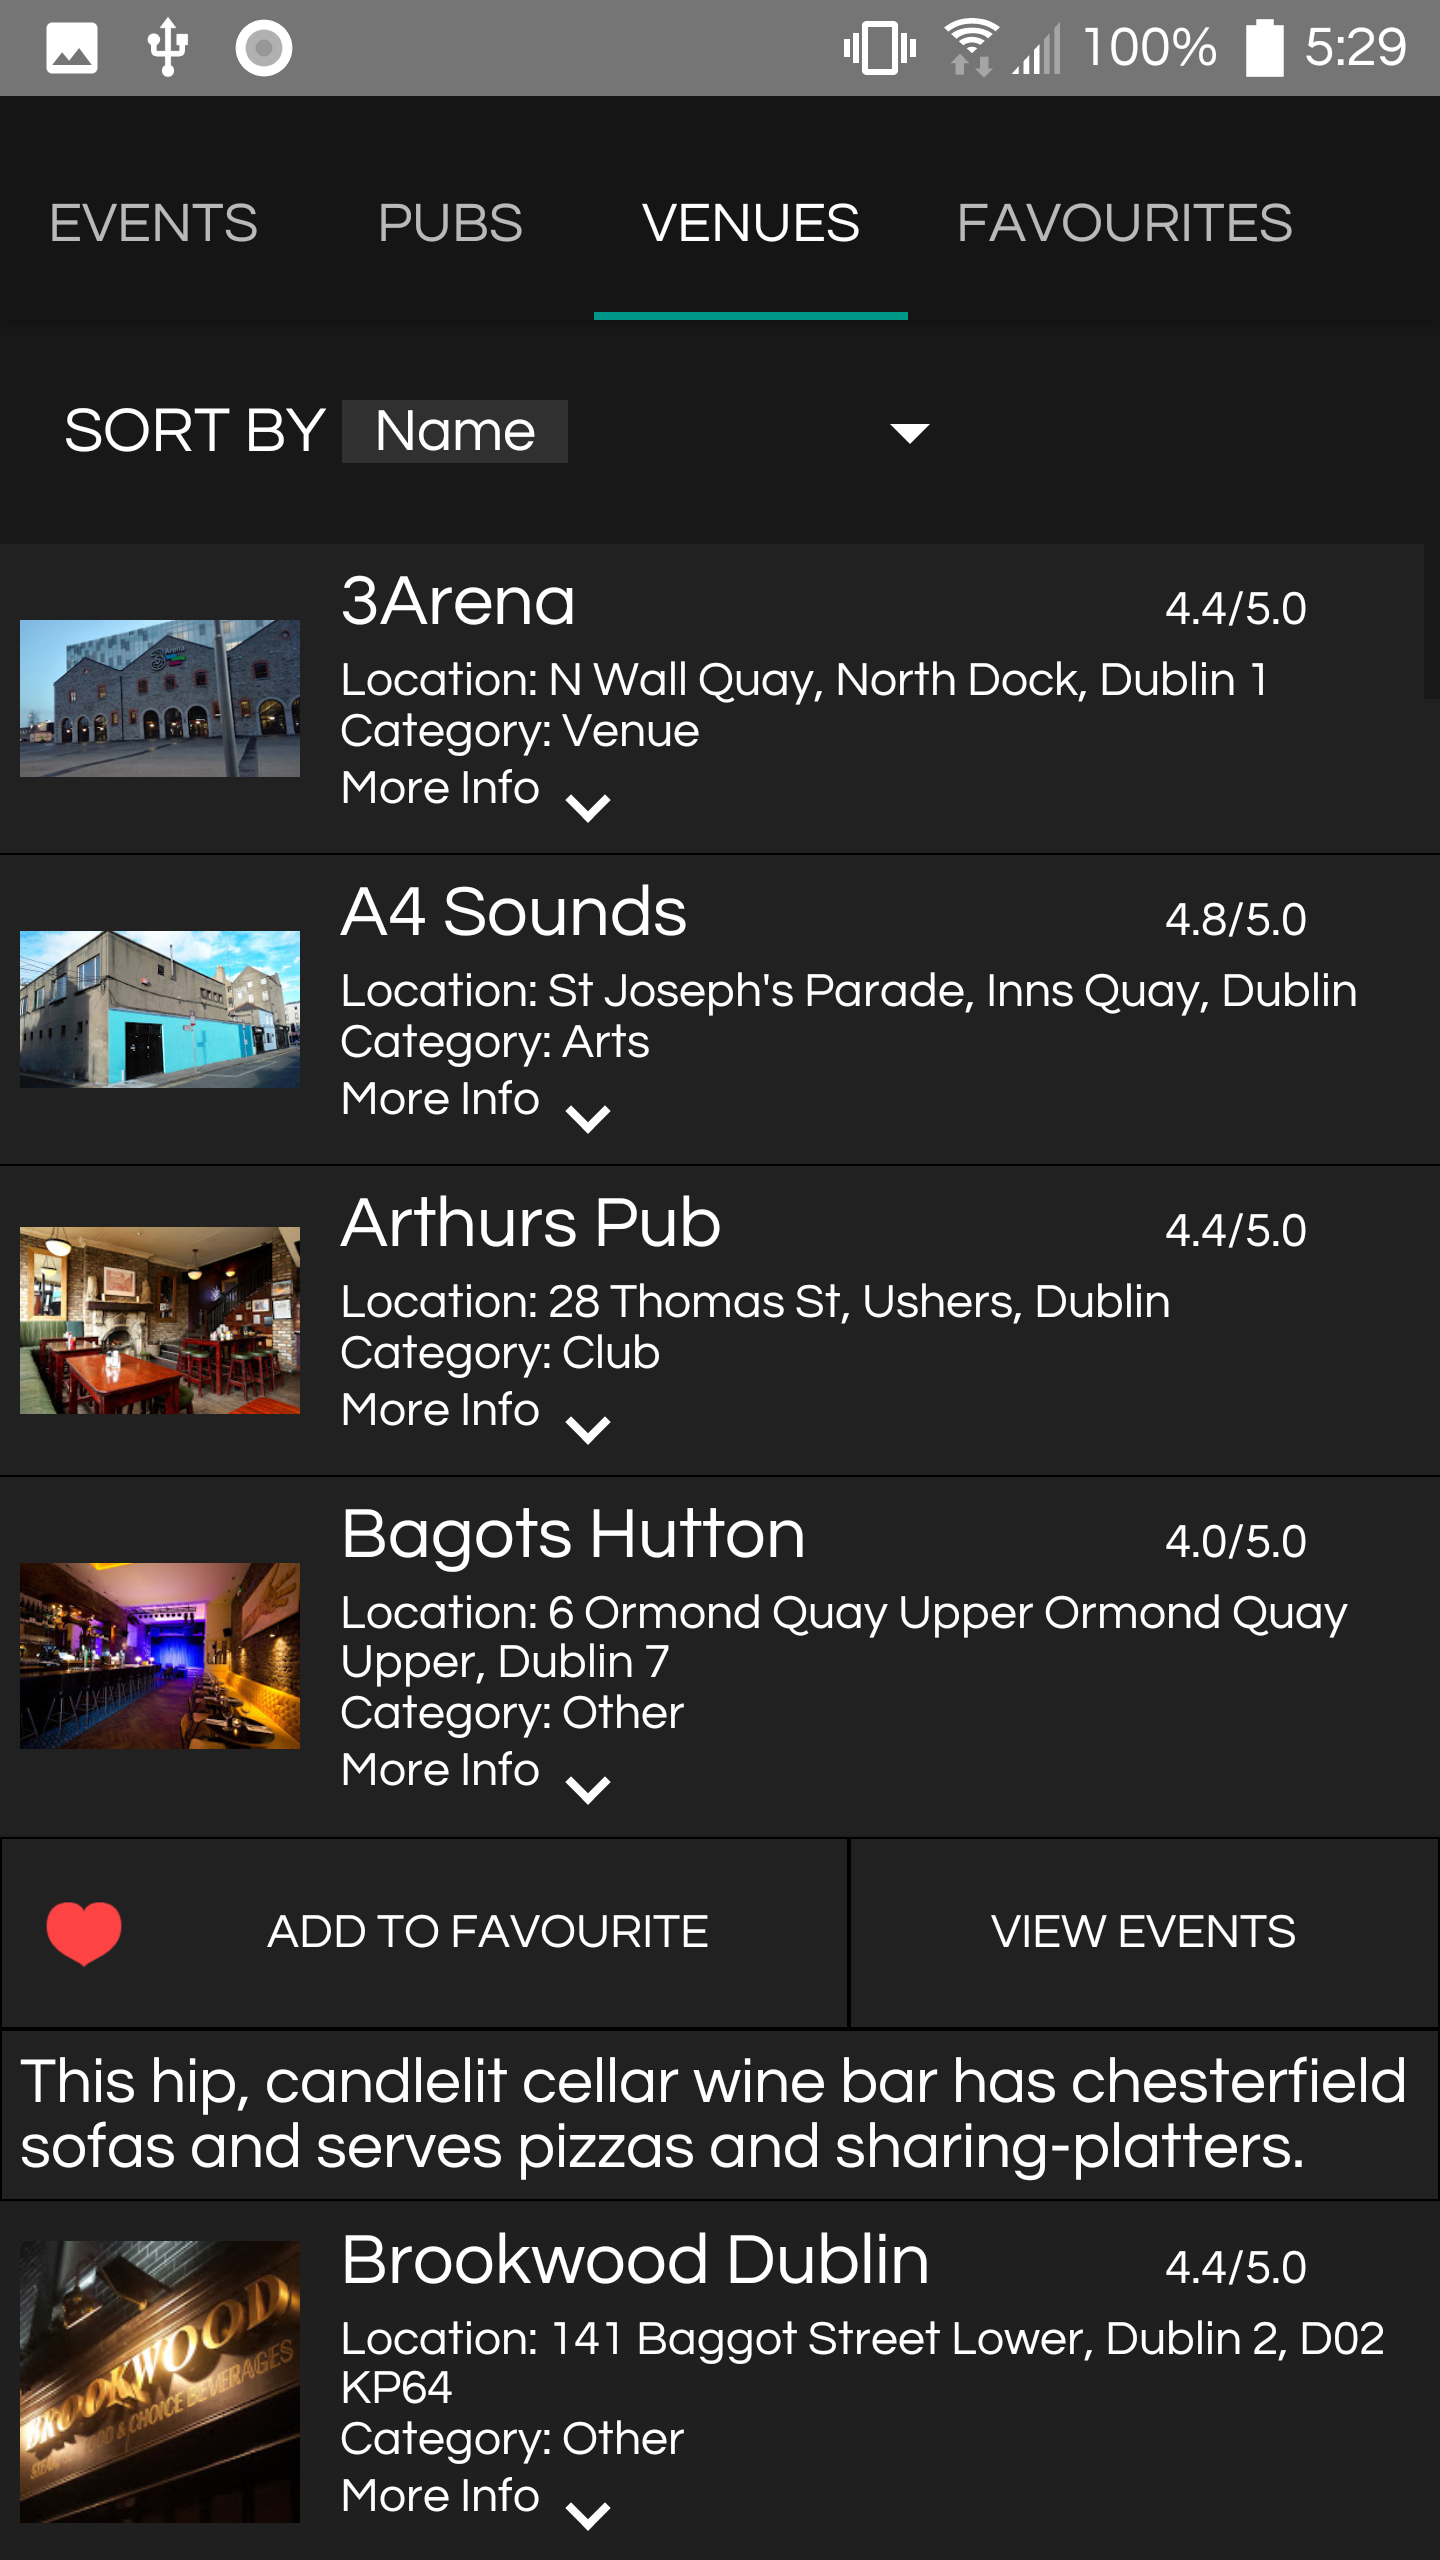 100% 5:29
EVENTS PUBS VENUES FAVOURITES
SORT BY Name
3Arena 4.4/5.0
Location: N Wall Quay, North Dock, Dublin 1
Category: Venue
More Info
A4 Sounds 4.8/5.0
Location: St Joseph's Parade, Inns Quay, Dublin
Category: Arts
More Info
Arthurs Pub 4.4/5.0
Location: 28 Thomas St, Ushers, Dublin
Category: Club
More Info
Bagots Hutton 4.0/5.0
Location: 6 Ormond Quay Upper Ormond Quay
Upper, Dublin 7
Category: Other
More Info
ADD TO FAVOURITE VIEW EVENTS
This hip, candlelit cellar wine bar has chesterfield
sofas and serves pizzas and sharing-platters.
Brookwood Dublin 4.4/5.0
BROOKWOOD
& CHOICE BEVERAGES
Location: 141 Baggot Street Lower, Dublin 2, D02
KP64
Category: Other
More Info